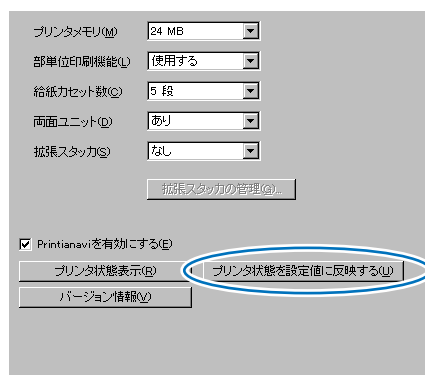 プリンタメモリ(M) 24 MB
部単位印刷機能(L) 使用する
給紙カセット数(C) 5 段
両面ユニット(D) あり
拡張スタッカ(S) なし
拡張スタッカの管理(G)...
Printianaviを有効にする(E)
プリンタ状態表示(R) プリンタ状態を設定値に反映する(U)
バージョン情報(V)